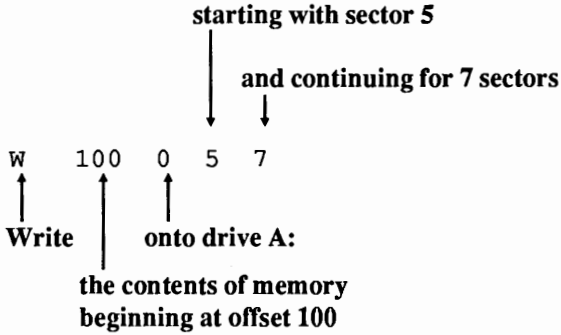 starting with sector 5
and continuing for 7 sectors
W 100 0 5 7
Write onto drive A:
the contents of memory
beginning at offset 100